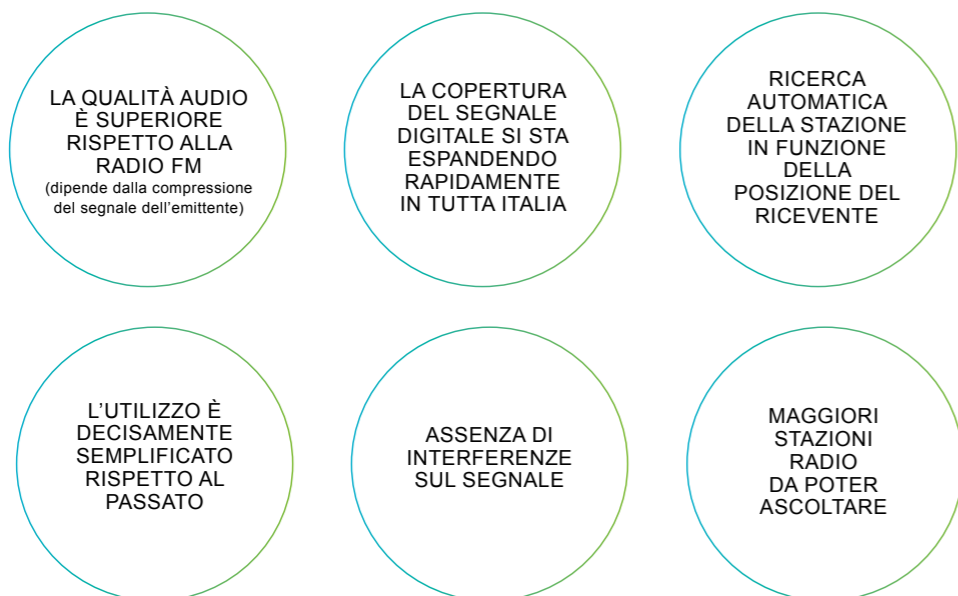 LA QUALITÀ AUDIO
È SUPERIORE
RISPETTO ALLA
RADIO FM
(dipende dalla compressione
del segnale dell’emittente)
LA COPERTURA
DEL SEGNALE
DIGITALE SI STA
ESPANDENDO
RAPIDAMENTE
IN TUTTA ITALIA
RICERCA
AUTOMATICA
DELLA STAZIONE
IN FUNZIONE
DELLA
POSIZIONE DEL
RICEVENTE
L’UTILIZZO È
DECISAMENTE
SEMPLIFICATO
RISPETTO AL
PASSATO
ASSENZA DI
INTERFERENZE
SUL SEGNALE
MAGGIORI
STAZIONI
RADIO
DA POTER
ASCOLTARE